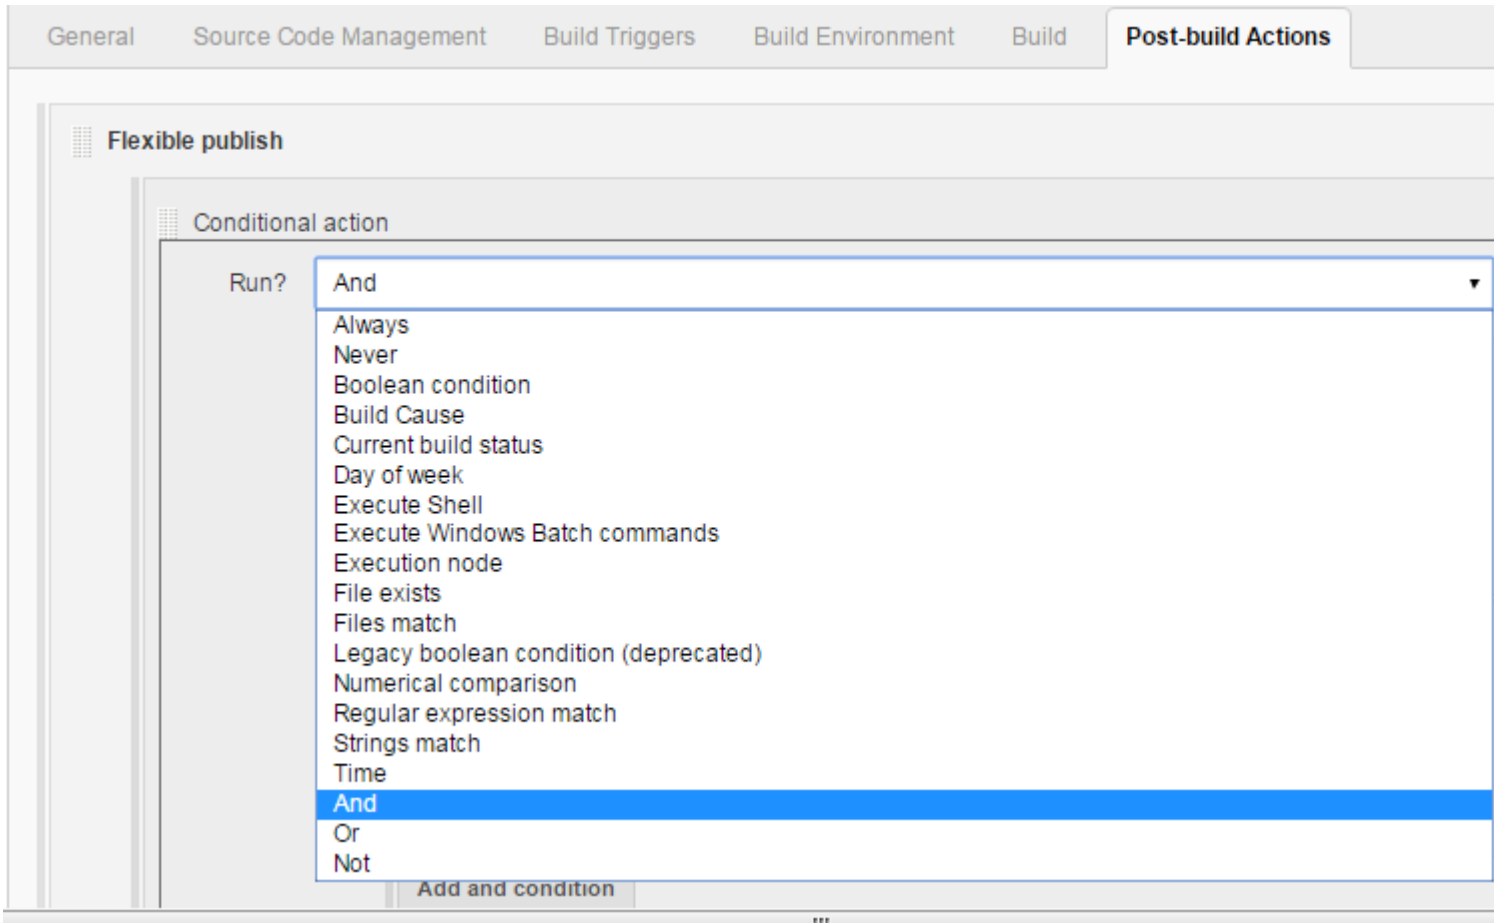 General Source Code Management Build Triggers Build Environment Build Post-build Actions
Flexible publish
Conditional action
Run? And
Always
Never
Boolean condition
Build Cause
Current build status
Day of week
Execute Shell
Execute Windows Batch commands
Execution node
File exists
Files match
Legacy boolean condition (deprecated)
Numerical comparison
Regular expression match
Strings match
Time
And
Or
Not
Add and condition